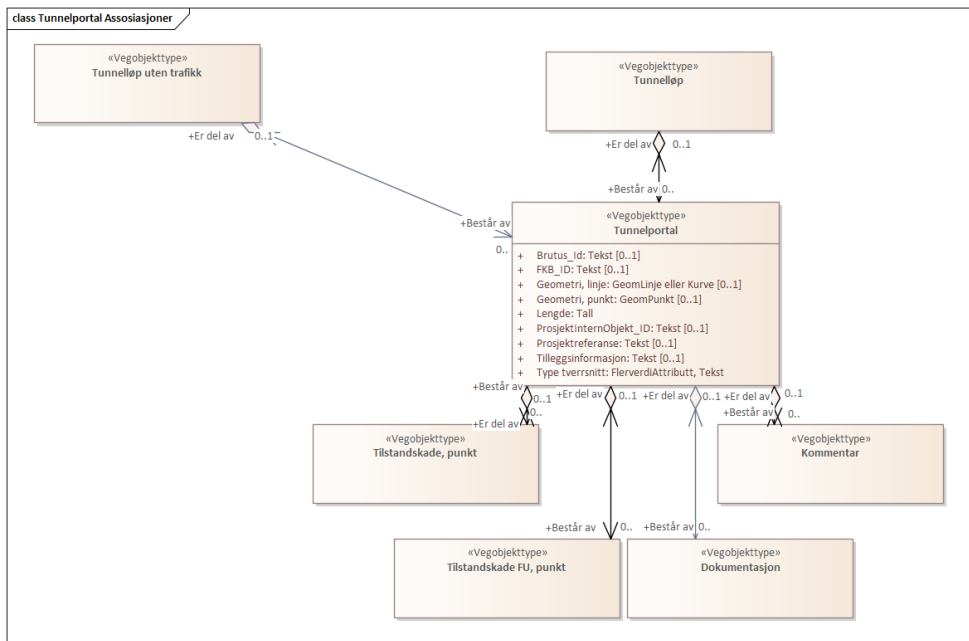 class Tunnelportal Assosiasjoner
«Vegobjekttype»
Tunnelløp uten trafikk
«Vegobjekttype»
Tunnelløp
+Er del av
0..1
+Er del av
0..1
+Består av
0..
+Består av
0..
«Vegobjekttype»
Tunnelportal
+ Brutus_Id: Tekst [0..1]
+ FKB_ID: Tekst [0..1]
+ Geometri, linje: GeomLinje eller Kurve [0..1]
+ Geometri, punkt: GeomPunkt [0..1]
+ Lengde: Tall
+ ProsjektInternObjekt_ID: Tekst [0..1]
+ Prosjektreferanse: Tekst [0..1]
+ Tilleggsinformasjon: Tekst [0..1]
+ Type tverrsnitt: FlerverdiAttributt, Tekst
+Består av
0..1
+Er del av
0..
+Er del av
0..1
+Er del av
0..1
+Er del av
0..1
+Består av
0..
«Vegobjekttype»
Tilstandskade, punkt
«Vegobjekttype»
Kommentar
+Består av
0..
+Består av
0..
«Vegobjekttype»
Tilstandskade FU, punkt
«Vegobjekttype»
Dokumentasjon